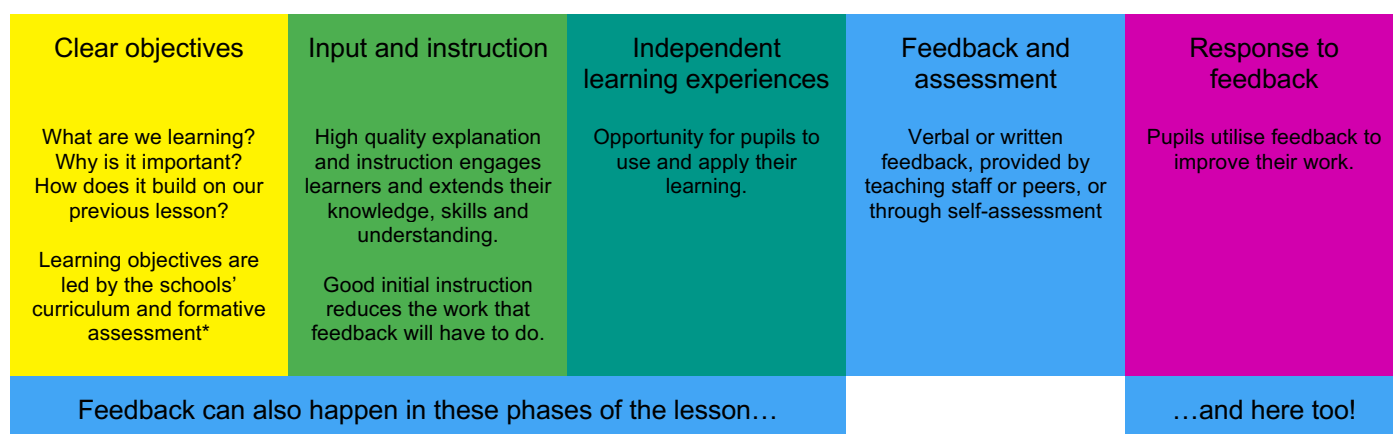 Clear objectives
What are we learning?
Why is it important?
How does it build on our
previous lesson?
Learning objectives are
led by the schools’
curriculum and formative
assessment*
Input and instruction
High quality explanation
and instruction engages
learners and extends their
knowledge, skills and
understanding.
Good initial instruction
reduces the work that
feedback will have to do.
Independent
learning experiences
Opportunity for pupils to
use and apply their
learning.
Feedback and
assessment
Verbal or written
feedback, provided by
teaching staff or peers, or
through self-assessment
Response to
feedback
Pupils utilise feedback to
improve their work.
Feedback can also happen in these phases of the lesson…
…and here too!